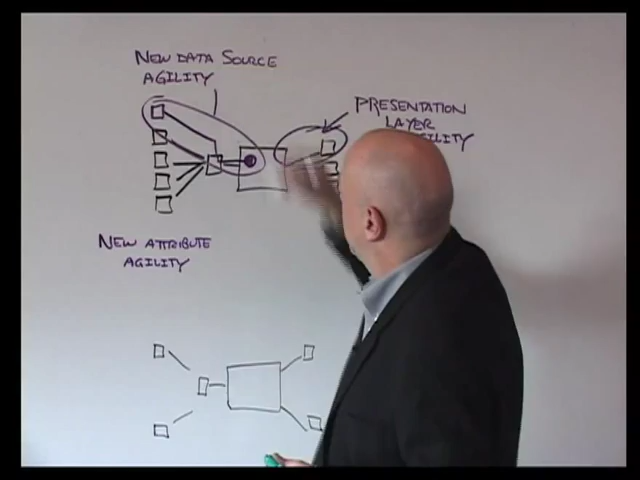 NEW DATA SOURCE
AGILITY
PRESENTATION
LAYER
NEW ATTRIBUTE
AGILITY